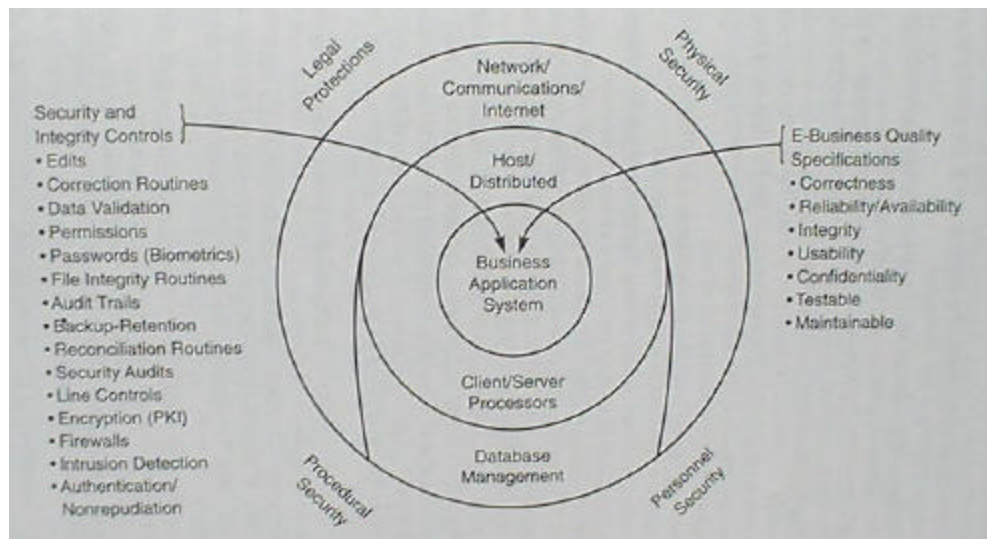 Legal
Protections
Physical
Security
Network/
Communications/
Internet
Security and
Integrity Controls
• Edits
• Correction Routines
• Data Validation
• Permissions
• Passwords (Biometrics)
• File Integrity Routines
• Audit Trails
• Backup-Retention
• Reconciliation Routines
• Security Audits
• Line Controls
• Encryption (PKI)
• Firewalls
• Intrusion Detection
• Authentication/
Nonrepudiation
Host/
Distributed
Business
Application
System
Client/Server
Processors
Database
Management
E-Business Quality
Specifications
• Correctness
• Reliability/Availability
• Integrity
• Usability
• Confidentiality
• Testable
• Maintainable
Procedural
Security
Personnel
Security